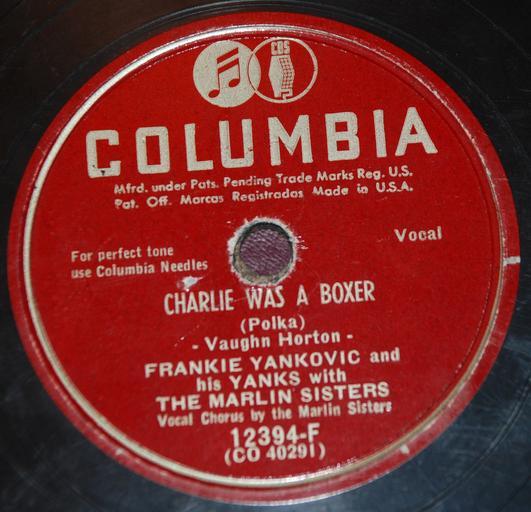 CBS
COLUMBIA
Mfrd. under Pats. Pending Trade Marks Reg. U.S.
Pat. Off. Marcas Registradas Made in U.S.A.
Vocal
For perfect tone
use Columbia Needles
CHARLIE WAS A BOXER
(Polka)
- Vaughn Horton -
FRANKIE YANKOVIC and
his YANKS with
THE MARLIN SISTERS
Vocal Chorus by the Marlin Sisters
12394-F
(CO 40291)